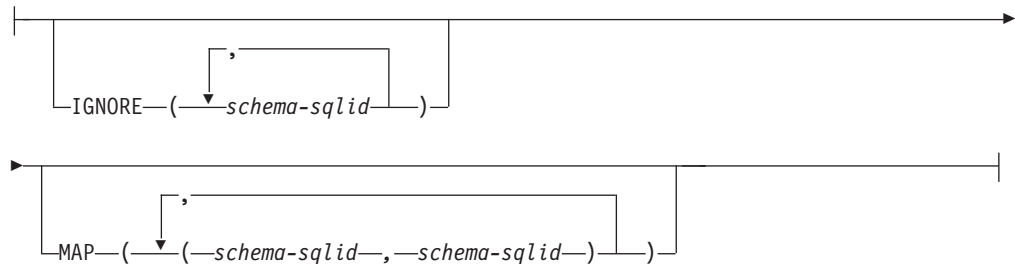 ,
IGNORE ( schema-sqlid )
,
MAP ( ( schema-sqlid , schema-sqlid ) )